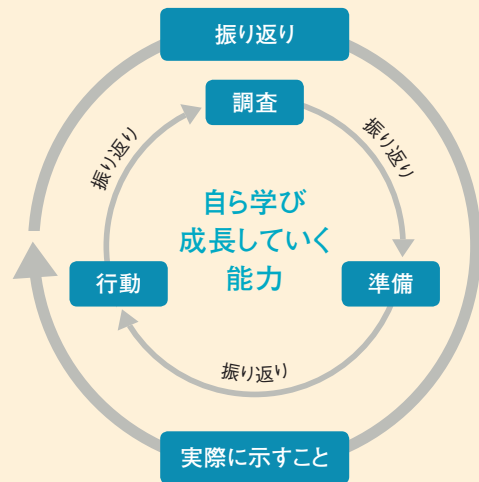 振り返り
調査
振り返り
振り返り
自ら学び
成長していく
能力
行動
準備
振り返り
実際に示すこと